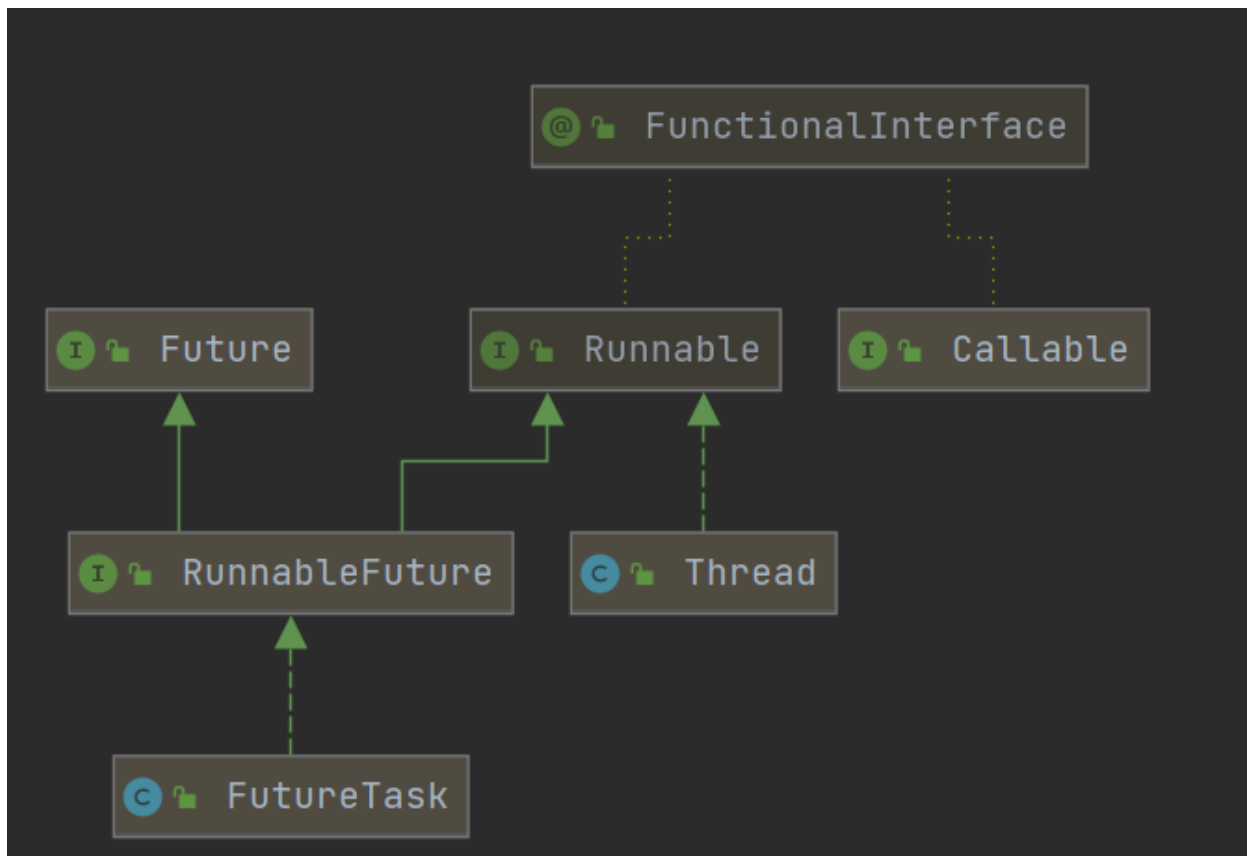 @ FunctionalInterface
I Future
I Runnable
I Callable
I RunnableFuture
C Thread
C FutureTask